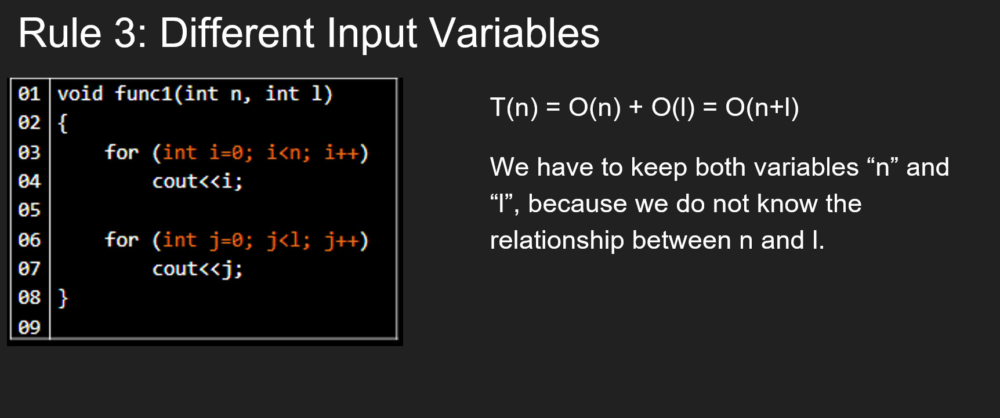 Rule 3: Different Input Variables
01 void func1(int n, int l)
02 {
03     for (int i=0; i<n; i++)
04         cout<<i;
05
06     for (int j=0; j<l; j++)
07         cout<<j;
08 }
09
T(n) = O(n) + O(l) = O(n+l)
We have to keep both variables “n” and
“l”, because we do not know the
relationship between n and l.